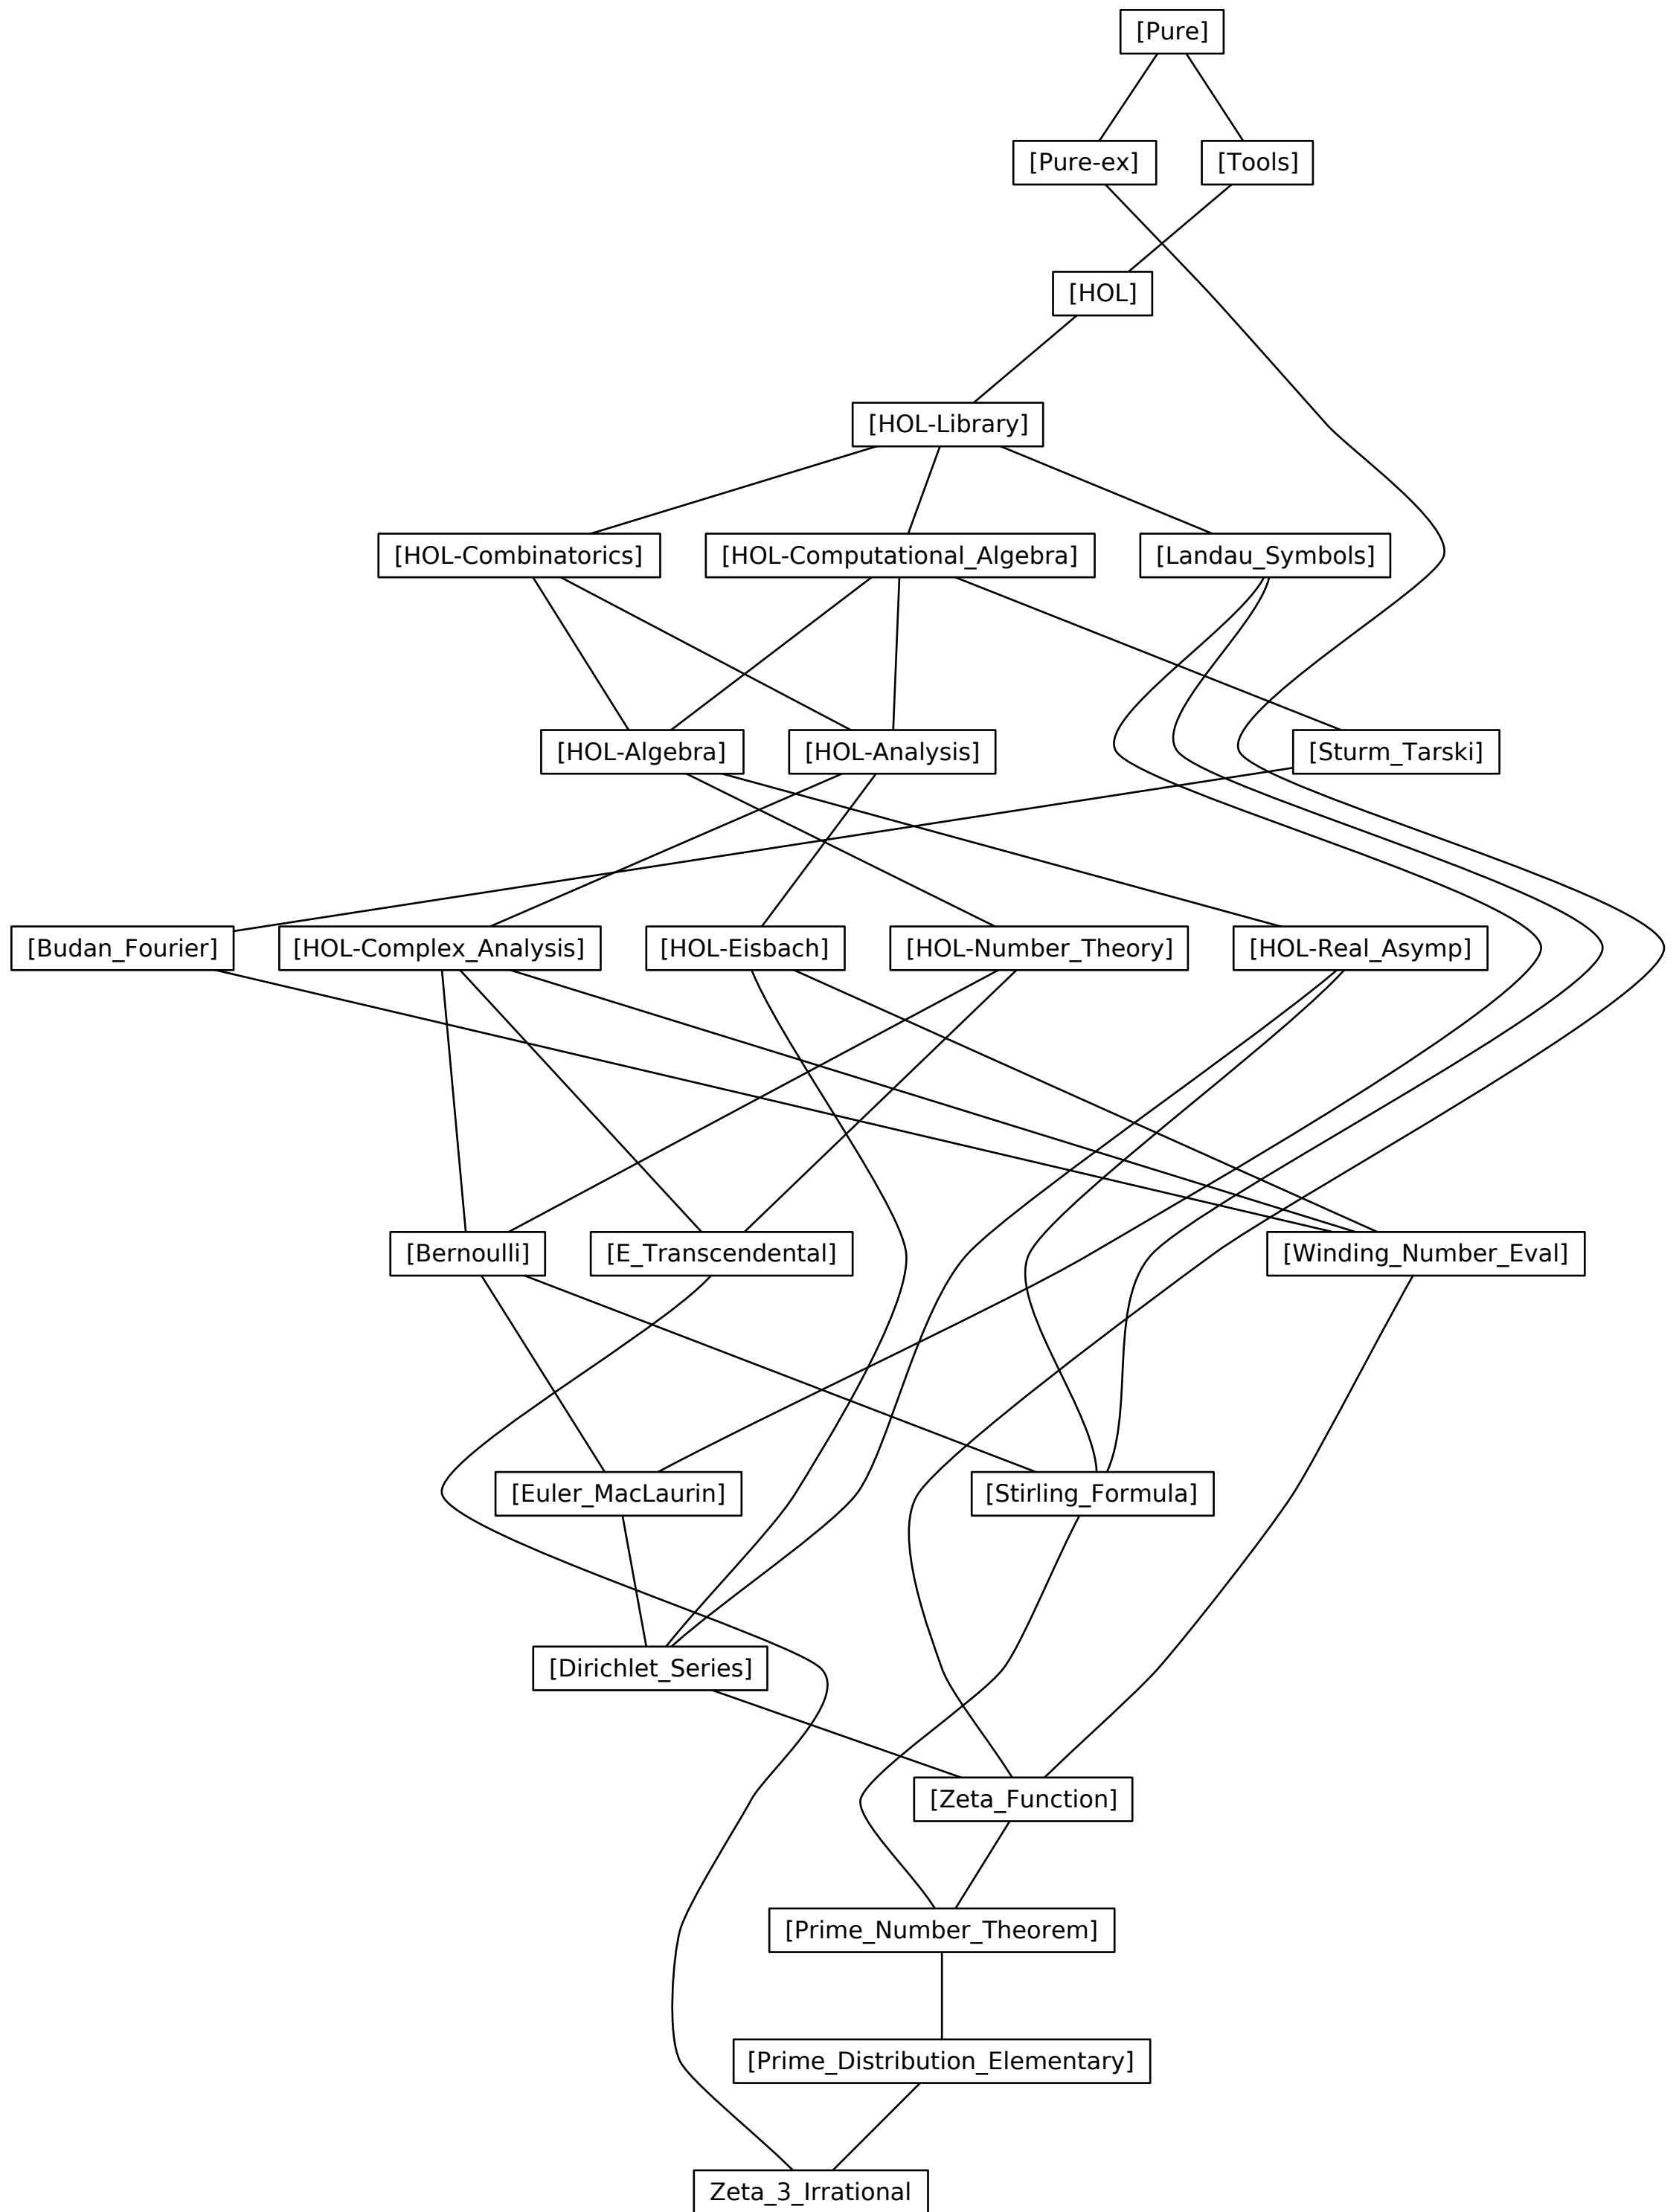 [Pure]
[Pure-ex]
[Tools]
[HOL]
[HOL-Library]
[HOL-Combinatorics]
[HOL-Computational_Algebra]
[Landau_Symbols]
[HOL-Algebra]
[HOL-Analysis]
[Sturm_Tarski]
[Budan_Fourier]
[HOL-Complex_Analysis]
[HOL-Eisbach]
[HOL-Number_Theory]
[HOL-Real_Asymp]
[Bernoulli]
[E_Transcendental]
[Winding_Number_Eval]
[Euler_MacLaurin]
[Stirling_Formula]
[Dirichlet_Series]
[Zeta_Function]
[Prime_Number_Theorem]
[Prime_Distribution_Elementary]
Zeta_3_Irrational